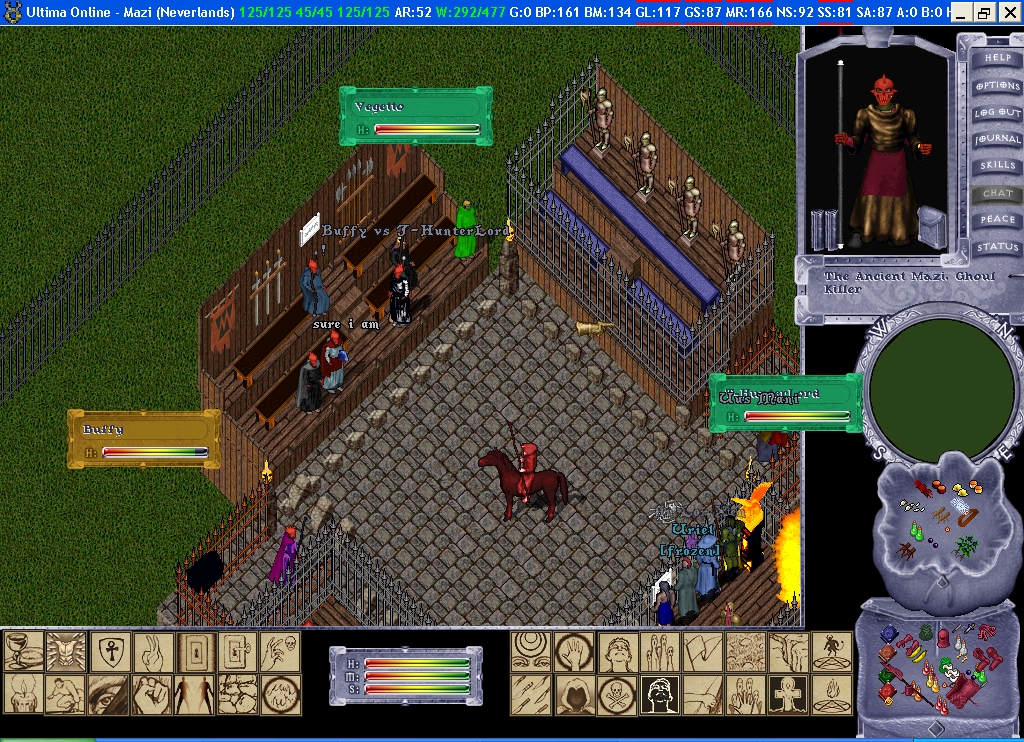 Ultima Online - Mazi (Neverlands) 125/125 45/45 125/125 AR:52 W:292/477 G:0 BP:161 BM:134 GL:117 GS:87 MR:166 NS:92 SS:81 SA:87 A:0 B:0
HELP
OPTIONS
LOG OUT
JOURNAL
SKILLS
CHAT
PEACE
STATUS
Vegetto
H:
Buffy vs T-HunterLord
The Ancient Mazi, Ghoul
Killer
sure i am
W
N
S
E
Uus Mani
H:
Buffy
H:
Uriel
[frozen]
H:
M:
S: